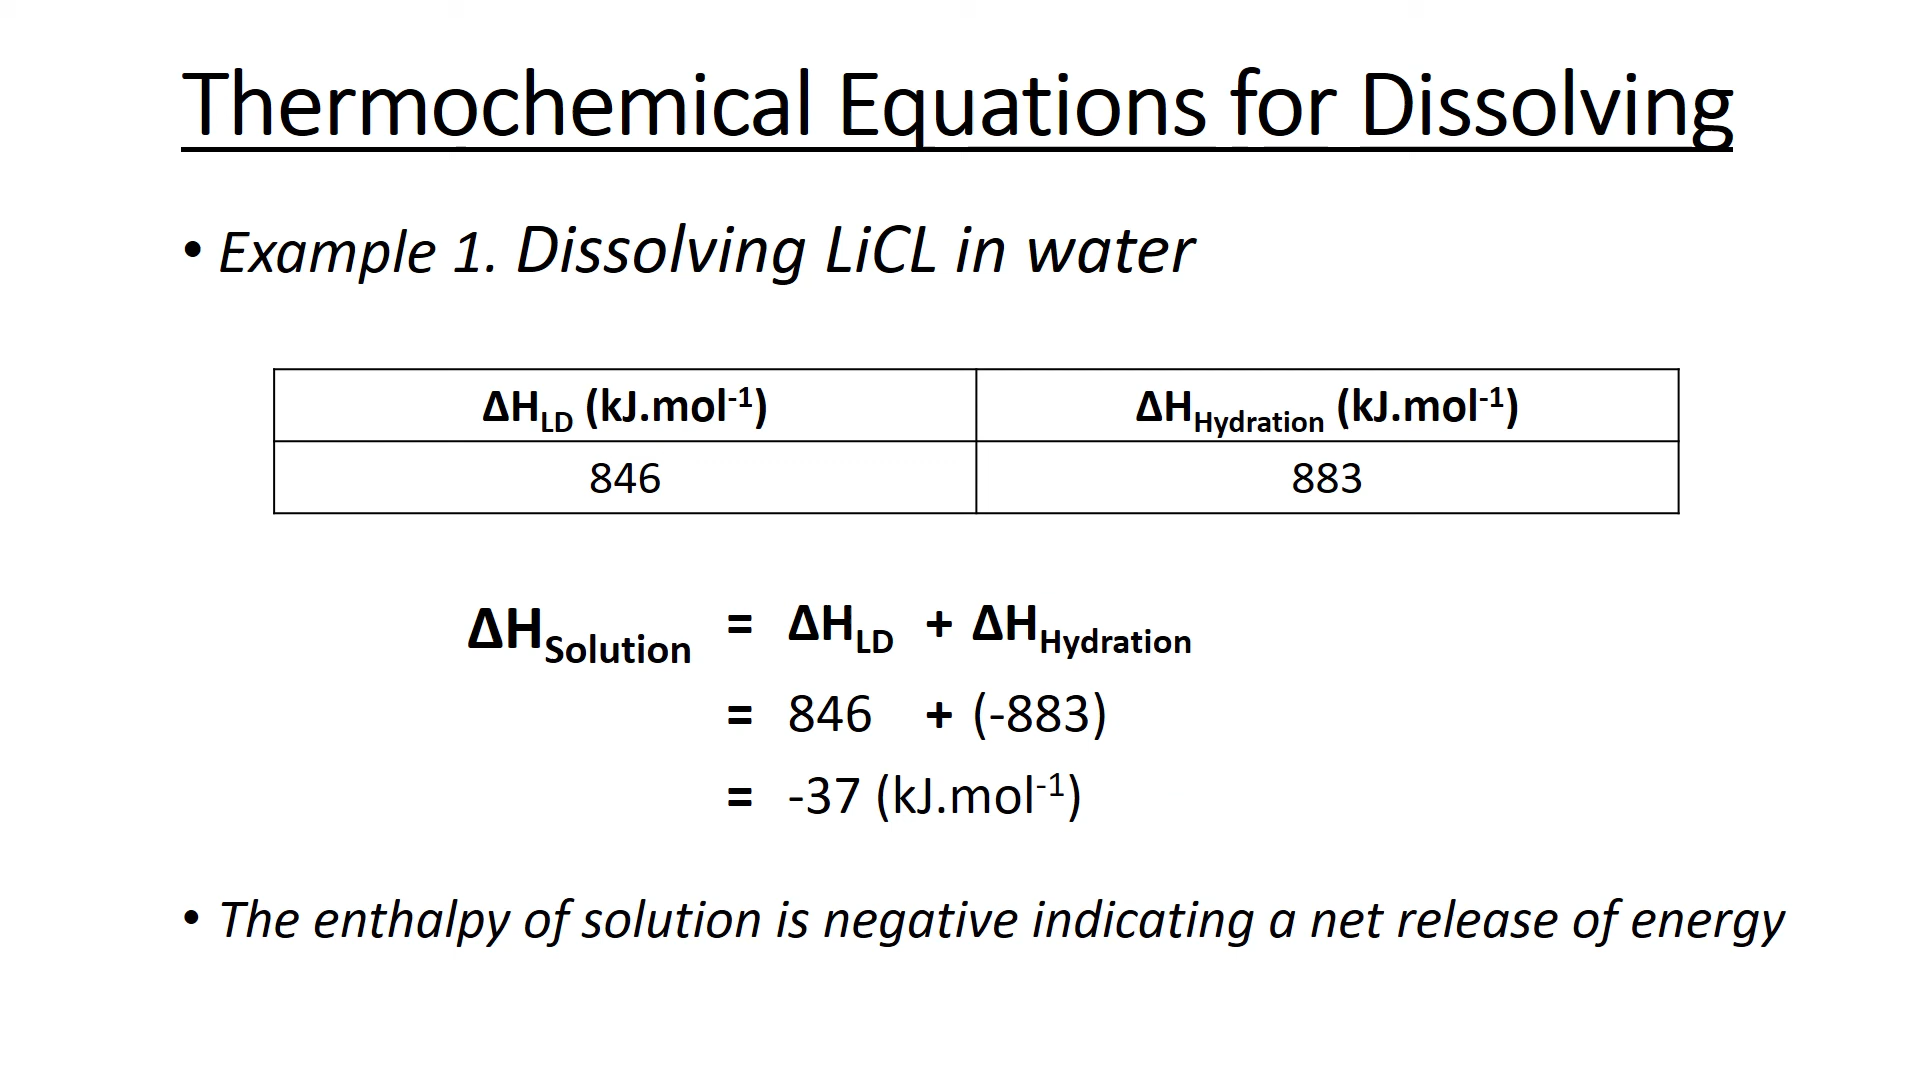 Thermochemical Equations for Dissolving
• Example 1. Dissolving LiCL in water
ΔH_LD (kJ.mol⁻¹) ΔH_Hydration (kJ.mol⁻¹)
846 883
ΔH_Solution = ΔH_LD + ΔH_Hydration
= 846 + (-883)
= -37 (kJ.mol⁻¹)
• The enthalpy of solution is negative indicating a net release of energy